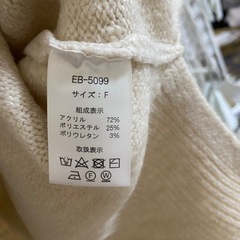 EB-5099
サイズ：F
組成表示
アクリル 72%
ポリエステル 25%
ポリウレタン 3%
取扱表示